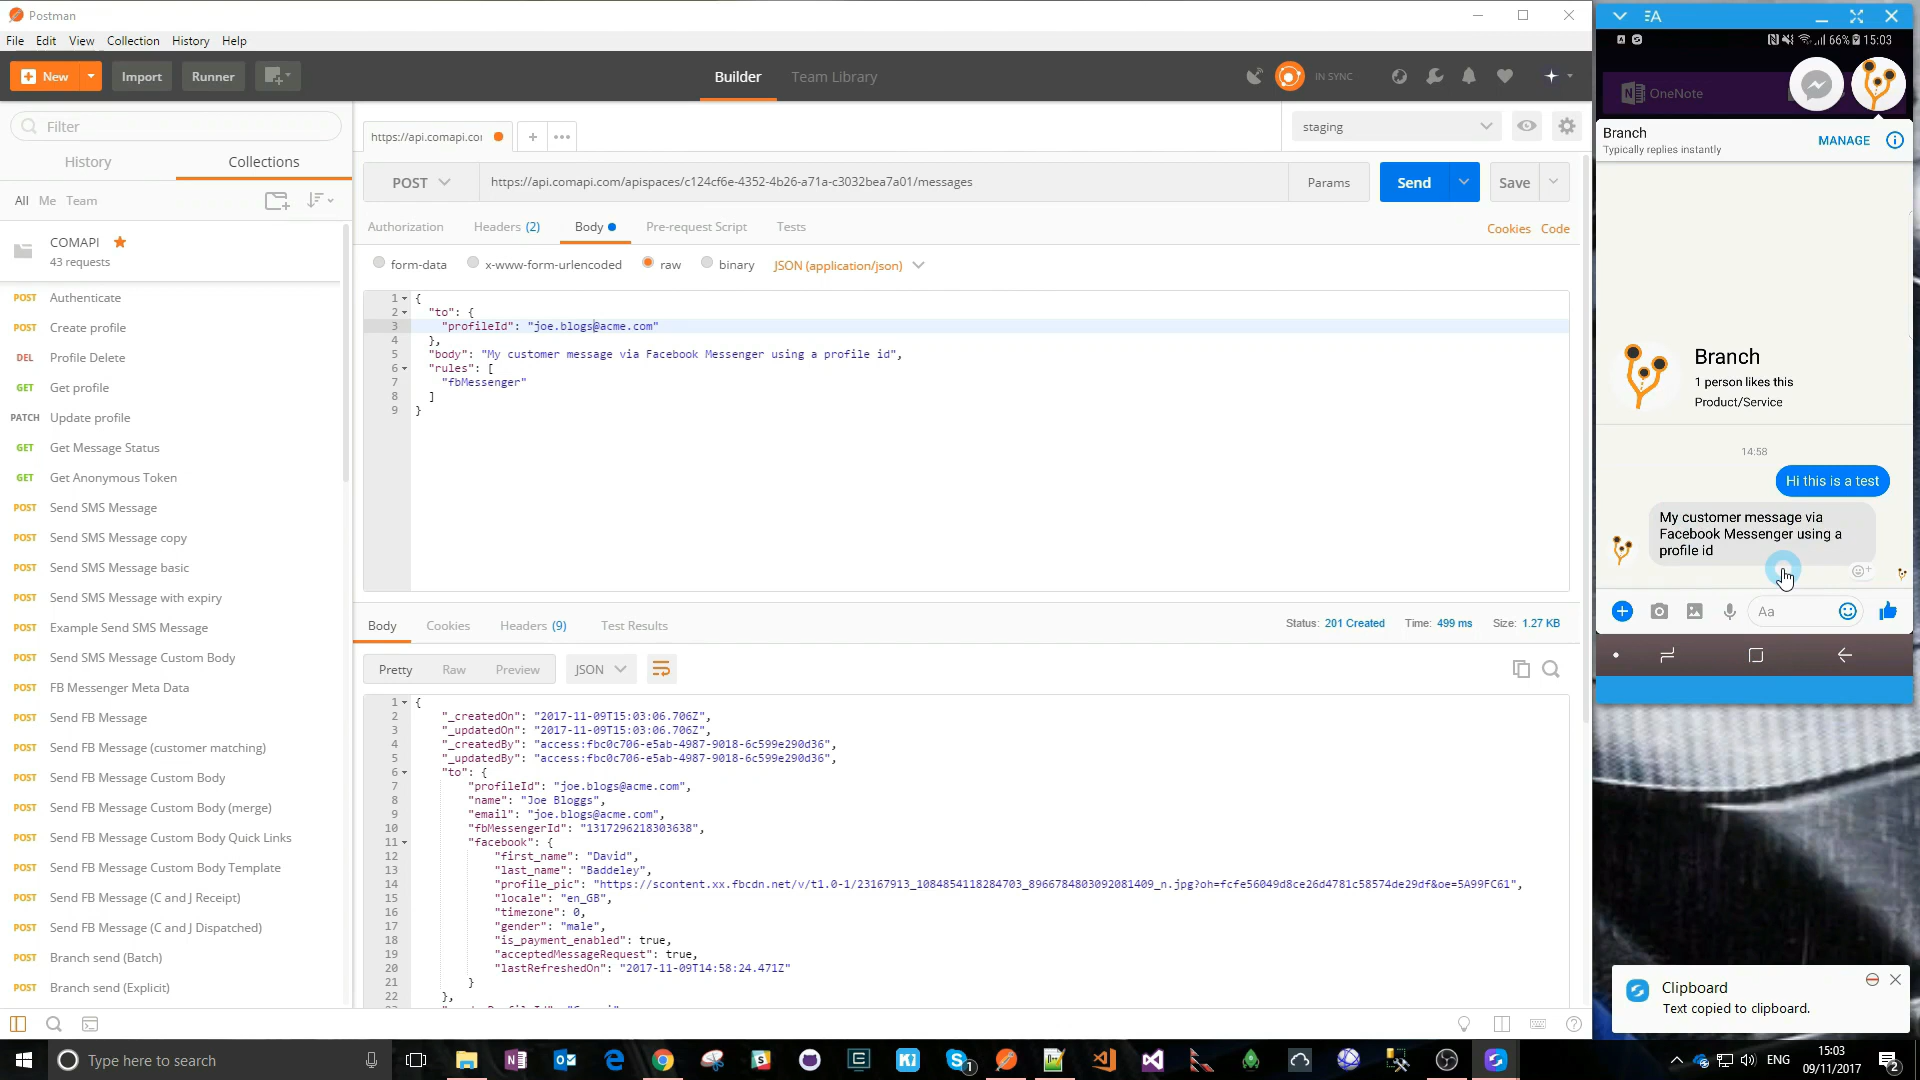 Postman
File Edit View Collection History Help
New Import Runner
Builder Team Library
IN SYNC
Filter
History Collections
All Me Team
COMAPI
43 requests
POST Authenticate
POST Create profile
DEL Profile Delete
GET Get profile
PATCH Update profile
GET Get Message Status
GET Get Anonymous Token
POST Send SMS Message
POST Send SMS Message copy
POST Send SMS Message basic
POST Send SMS Message with expiry
POST Example Send SMS Message
POST Send SMS Message Custom Body
POST FB Messenger Meta Data
POST Send FB Message
POST Send FB Message (customer matching)
POST Send FB Message Custom Body
POST Send FB Message Custom Body (merge)
POST Send FB Message Custom Body Quick Links
POST Send FB Message Custom Body Template
POST Send FB Message (C and J Receipt)
POST Send FB Message (C and J Dispatched)
POST Branch send (Batch)
POST Branch send (Explicit)
https://api.comapi.coi
staging
POST https://api.comapi.com/apispaces/c124cf6e-4352-4b26-a71a-c3032bea7a01/messages Params Send Save
Authorization Headers (2) Body Pre-request Script Tests Cookies Code
form-data x-www-form-urlencoded raw binary JSON (application/json)
1 {
2 "to": {
3 "profileId": "joe.blogs@acme.com"
4 },
5 "body": "My customer message via Facebook Messenger using a profile id",
6 "rules": [
7 "fbMessenger"
8 ]
9 }
Body Cookies Headers (9) Test Results Status: 201 Created Time: 499 ms Size: 1.27 KB
Pretty Raw Preview JSON
1 {
2 "_createdOn": "2017-11-09T15:03:06.706Z",
3 "_updatedOn": "2017-11-09T15:03:06.706Z",
4 "_createdBy": "access:fbc0c706-e5ab-4987-9018-6c599e290d36",
5 "_updatedBy": "access:fbc0c706-e5ab-4987-9018-6c599e290d36",
6 "to": {
7 "profileId": "joe.blogs@acme.com",
8 "name": "Joe Bloggs",
9 "email": "joe.blogs@acme.com",
10 "fbMessengerId": "1317296218303638",
11 "facebook": {
12 "first_name": "David",
13 "last_name": "Baddeley",
14 "profile_pic": "https://scontent.xx.fbcdn.net/v/t1.0-1/23167913_1084854118284703_8966784803092081409_n.jpg?oh=fcfe56049d8ce26d4781c58574de29df&oe=5A99FC61",
15 "locale": "en_GB",
16 "timezone": 0,
17 "gender": "male",
18 "is_payment_enabled": true,
19 "acceptedMessageRequest": true,
20 "lastRefreshedOn": "2017-11-09T14:58:24.471Z"
21 }
22 },
66% 15:03
OneNote
Branch
Typically replies instantly
MANAGE
Branch
1 person likes this
Product/Service
14:58
Hi this is a test
My customer message via
Facebook Messenger using a
profile id
Aa
Clipboard
Text copied to clipboard.
Type here to search
ENG
15:03
09/11/2017